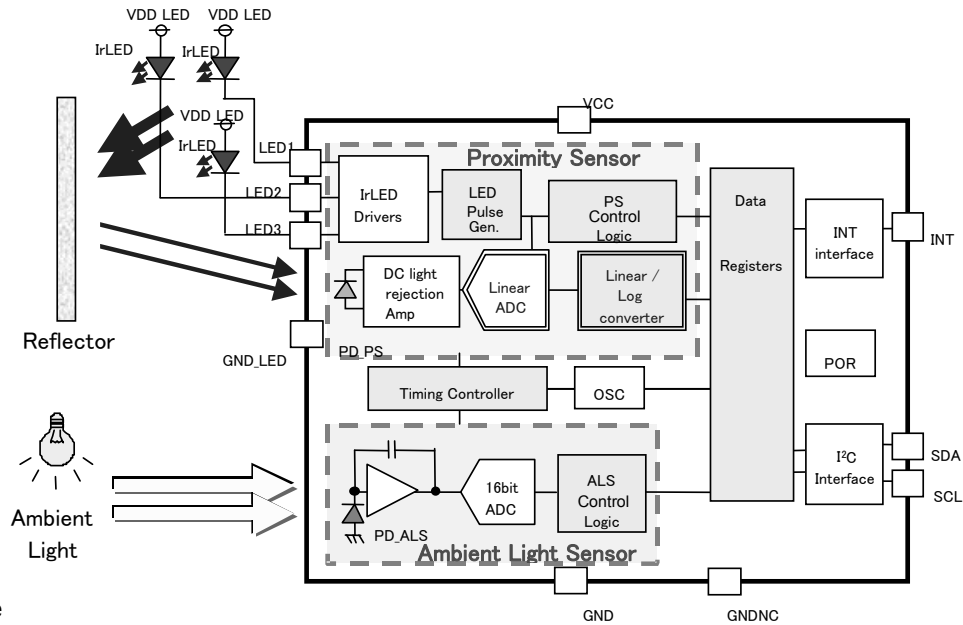 VDD LED
VDD LED
IrLED
IrLED
VDD LED
IrLED
VCC
LED1
LED2
LED3
Proximity Sensor
IrLED
Drivers
LED
Pulse
Gen.
PS
Control
Logic
Data
Registers
INT
interface
INT
DC light
rejection
Amp
Linear
ADC
Linear /
Log
converter
Reflector
GND_LED
PD_PS
POR
Timing Controller
OSC
Ambient
Light
16bit
ADC
ALS
Control
Logic
PD_ALS
Ambient Light Sensor
I²C
Interface
SDA
SCL
GND
GNDNC
e